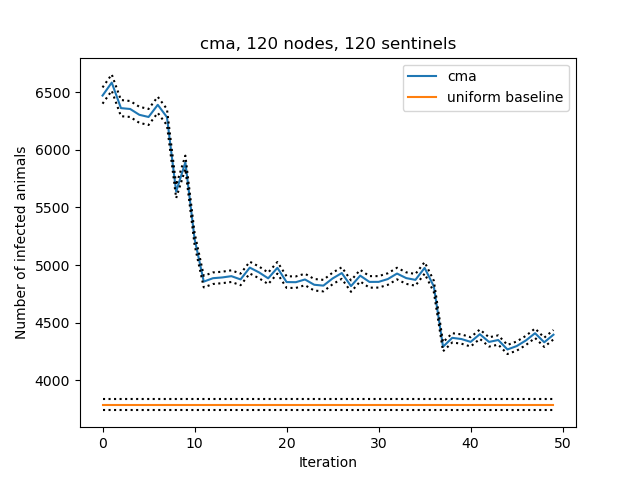 cma, 120 nodes, 120 sentinels
cma
uniform baseline
Number of infected animals
6500
6000
5500
5000
4500
4000
0 10 20 30 40 50
Iteration